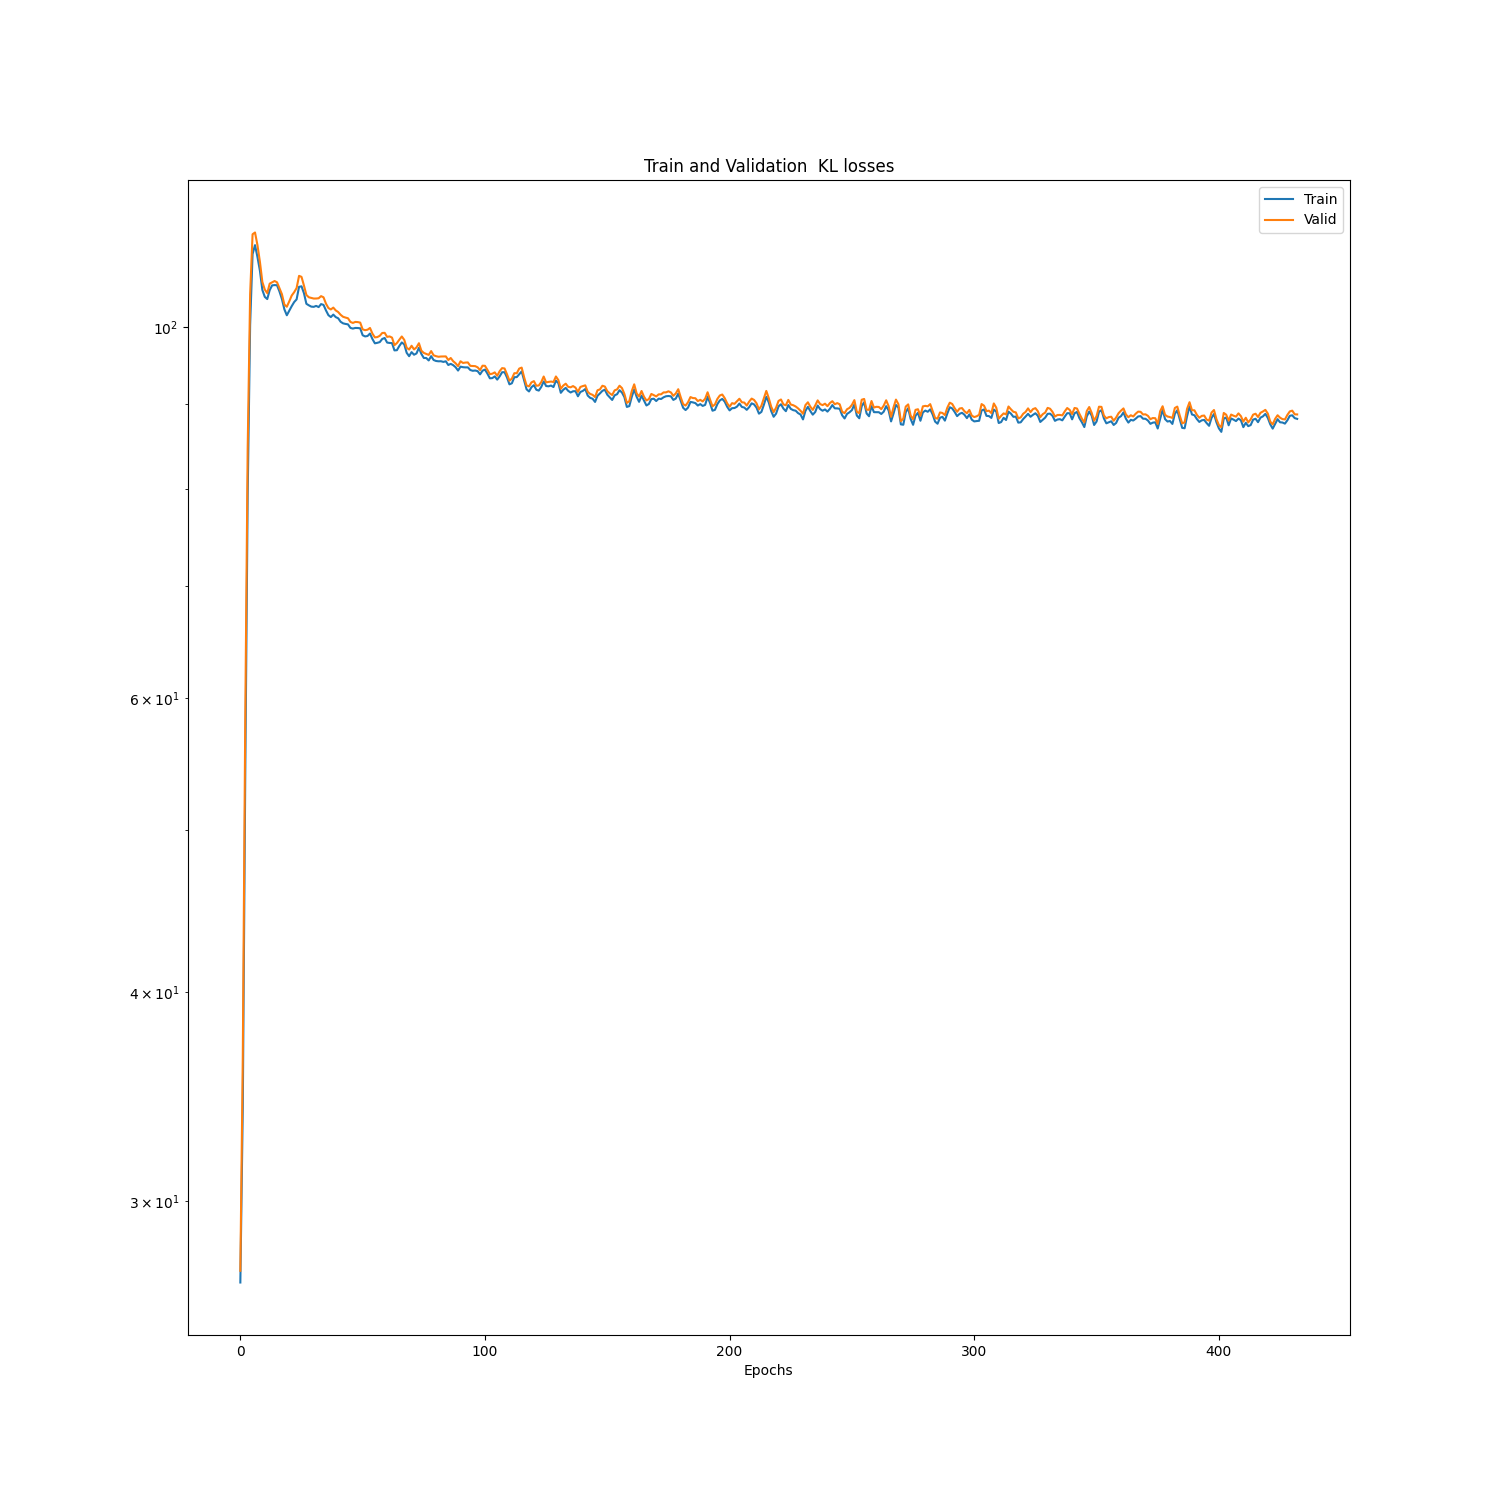 Train and Validation  KL losses
Train
Valid
10²
6 × 10¹
4 × 10¹
3 × 10¹
0 100 200 300 400
Epochs